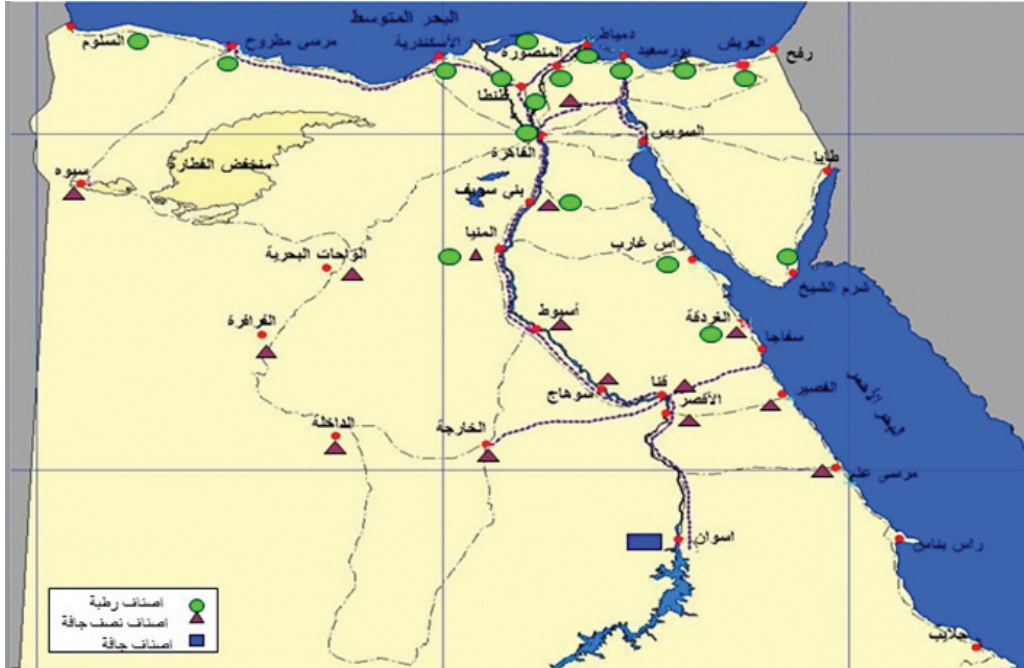 البحر المتوسط
السلوم
مرسى مطروح
الأسكندرية
دمياط
المنصورة
بورسعيد
العريش
رفح
طنطا
السويس
القاهرة
طابا
منخفض القطارة
سيوه
بنى سويف
المنيا
راس غارب
الواحات البحرية
شرم الشيخ
أسيوط
الغردقة
سفاجا
الفرافرة
سوهاج
قنا
القصير
البحر الأحمر
الأقصر
الداخلة
الخارجة
مرسى علم
اسوان
راس بناس
حلايب
اصناف رطبة
اصناف نصف جافة
اصناف جافة